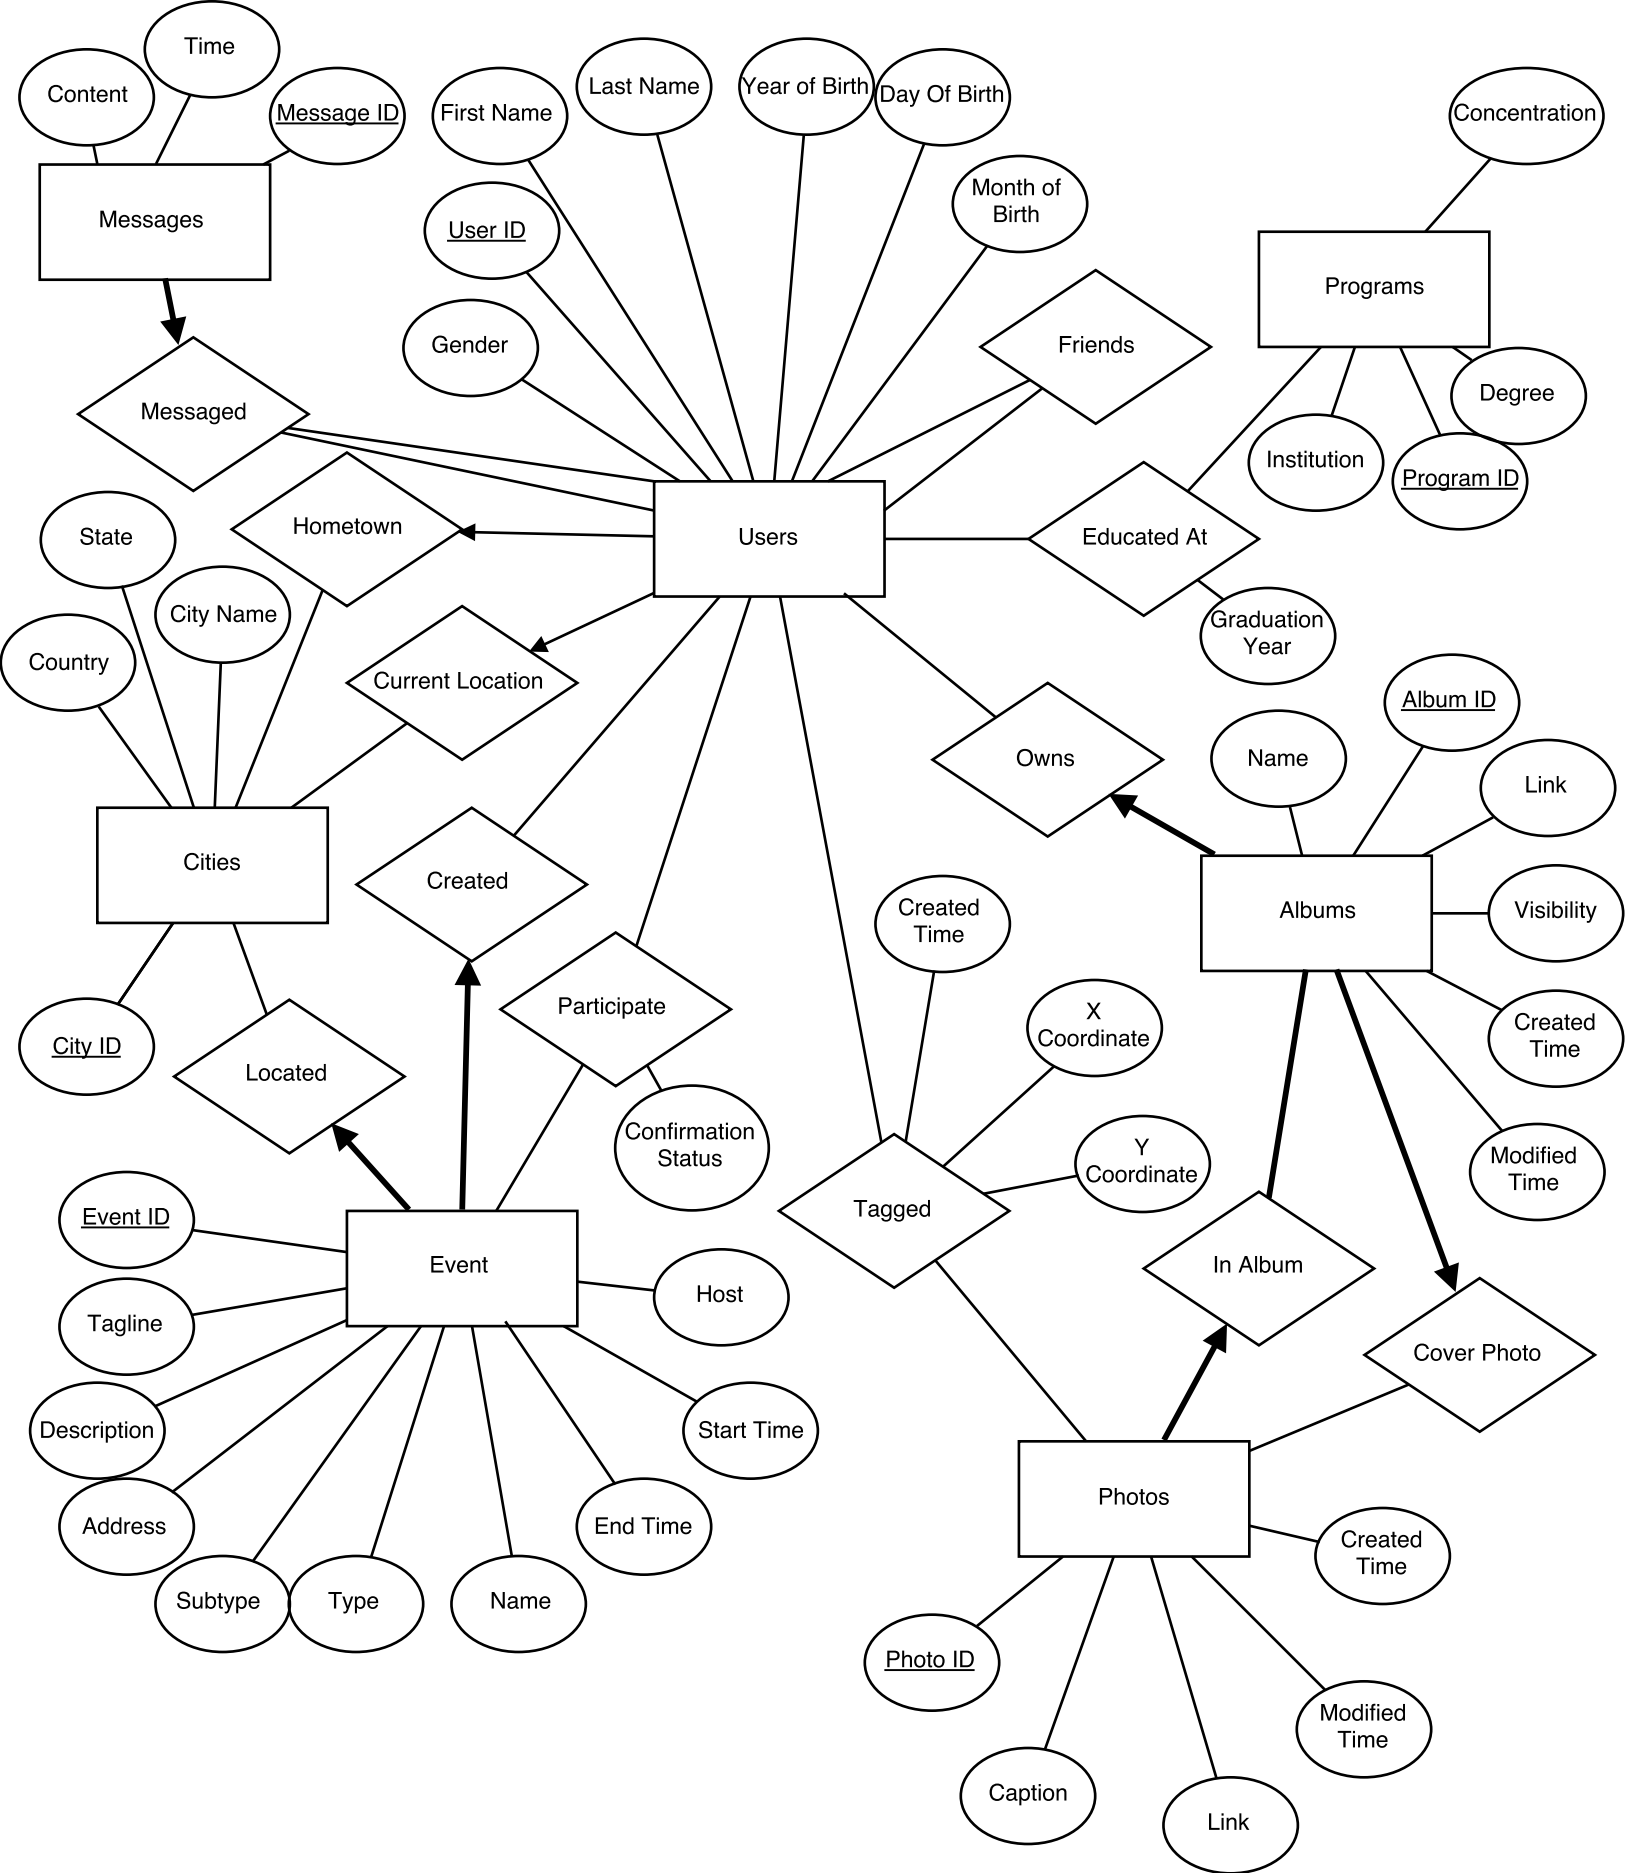 Time
Content
Message ID
Messages
First Name
Last Name
Year of Birth
Day Of Birth
Month of
Birth
User ID
Gender
Concentration
Programs
Friends
Degree
Institution
Program ID
Messaged
Hometown
Users
Educated At
Graduation
Year
State
City Name
Country
Current Location
Owns
Album ID
Name
Link
Cities
Created
Albums
Visibility
Created
Time
City ID
Located
Participate
Confirmation
Status
Created
Time
X
Coordinate
Y
Coordinate
Modified
Time
Event ID
Tagged
In Album
Event
Host
Tagline
Cover Photo
Description
Start Time
Address
End Time
Subtype
Type
Name
Photos
Created
Time
Photo ID
Modified
Time
Caption
Link